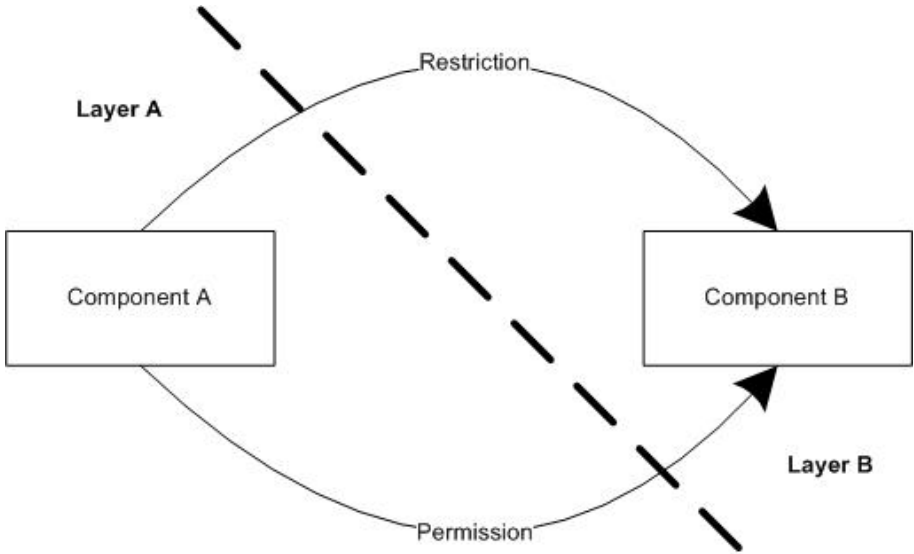 Restriction
Layer A
Component A
Component B
Layer B
Permission